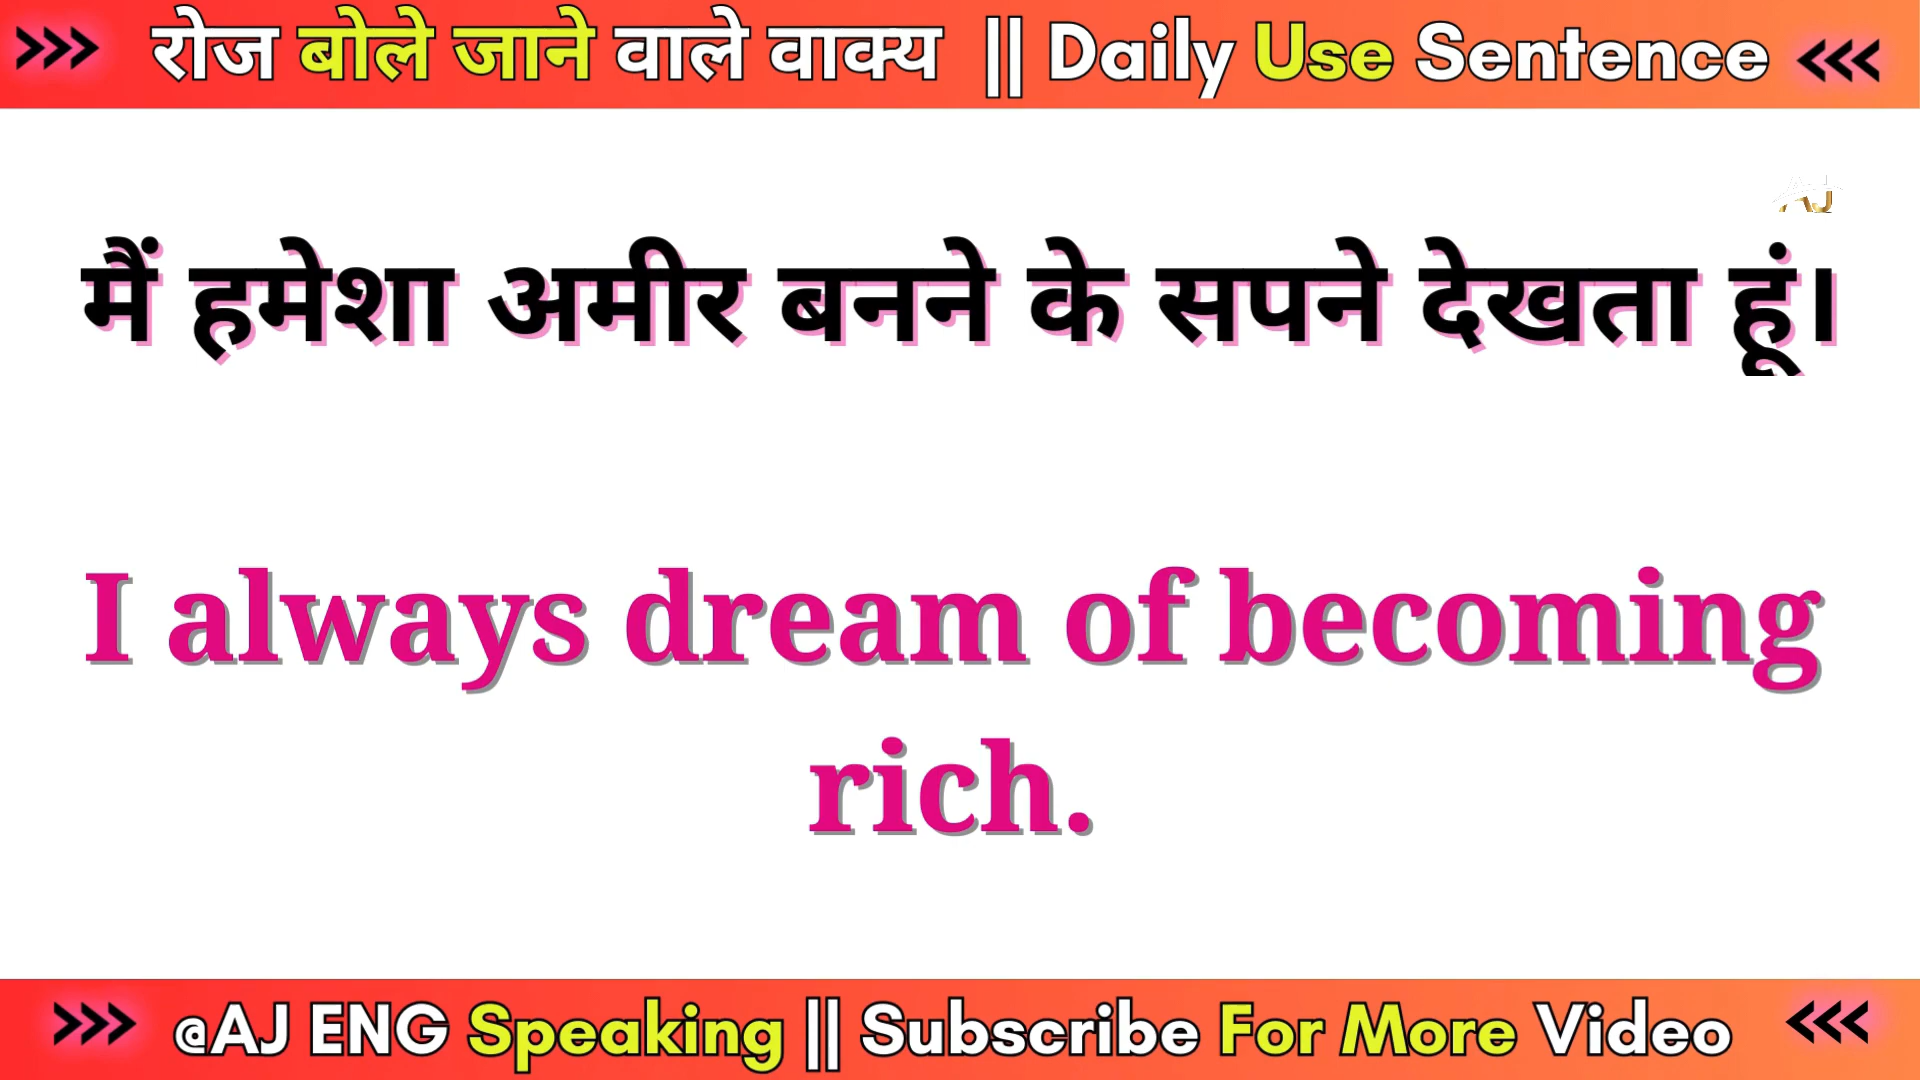 रोज बोले जाने वाले वाक्य || Daily Use Sentence
AJ
मैं हमेशा अमीर बनने के सपने देखता हूं।
I always dream of becoming
rich.
@AJ ENG Speaking || Subscribe For More Video